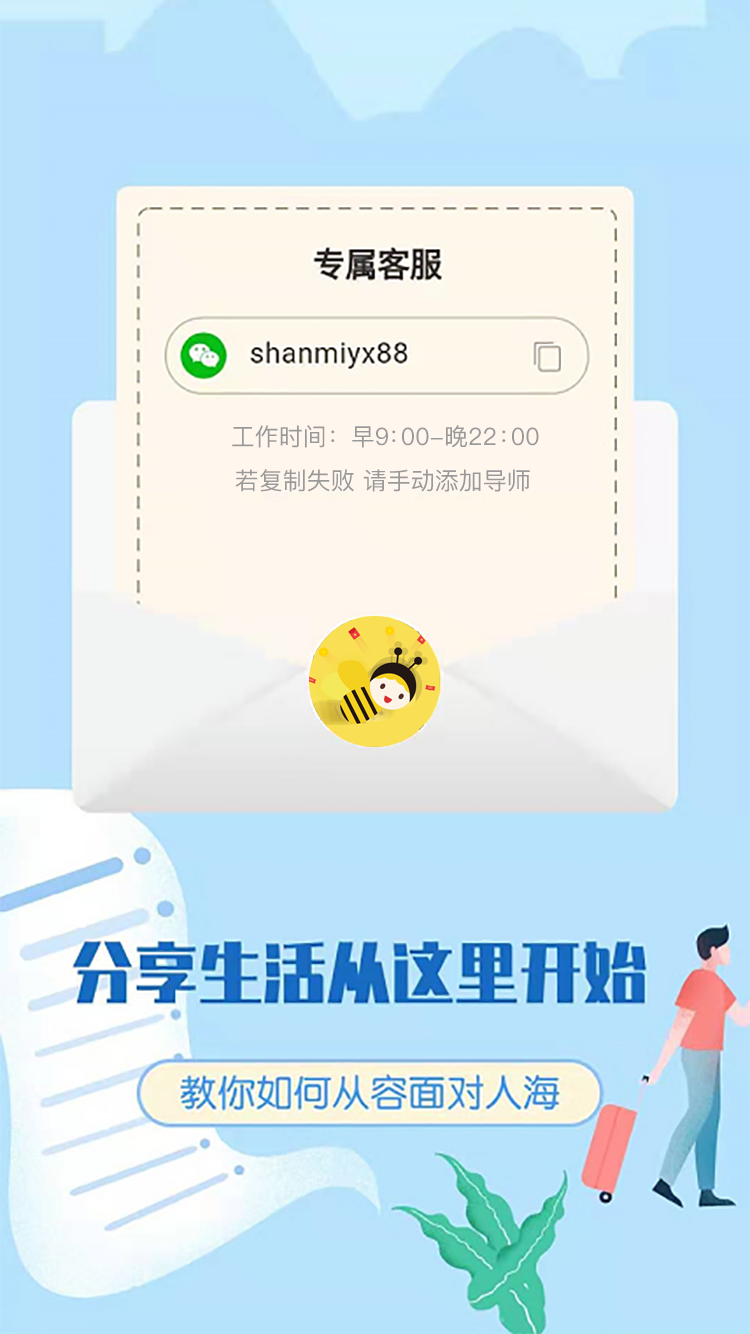 专属客服
shanmiyx88
工作时间：早9:00-晚22:00
若复制失败 请手动添加导师
分享生活从这里开始
教你如何从容面对人海